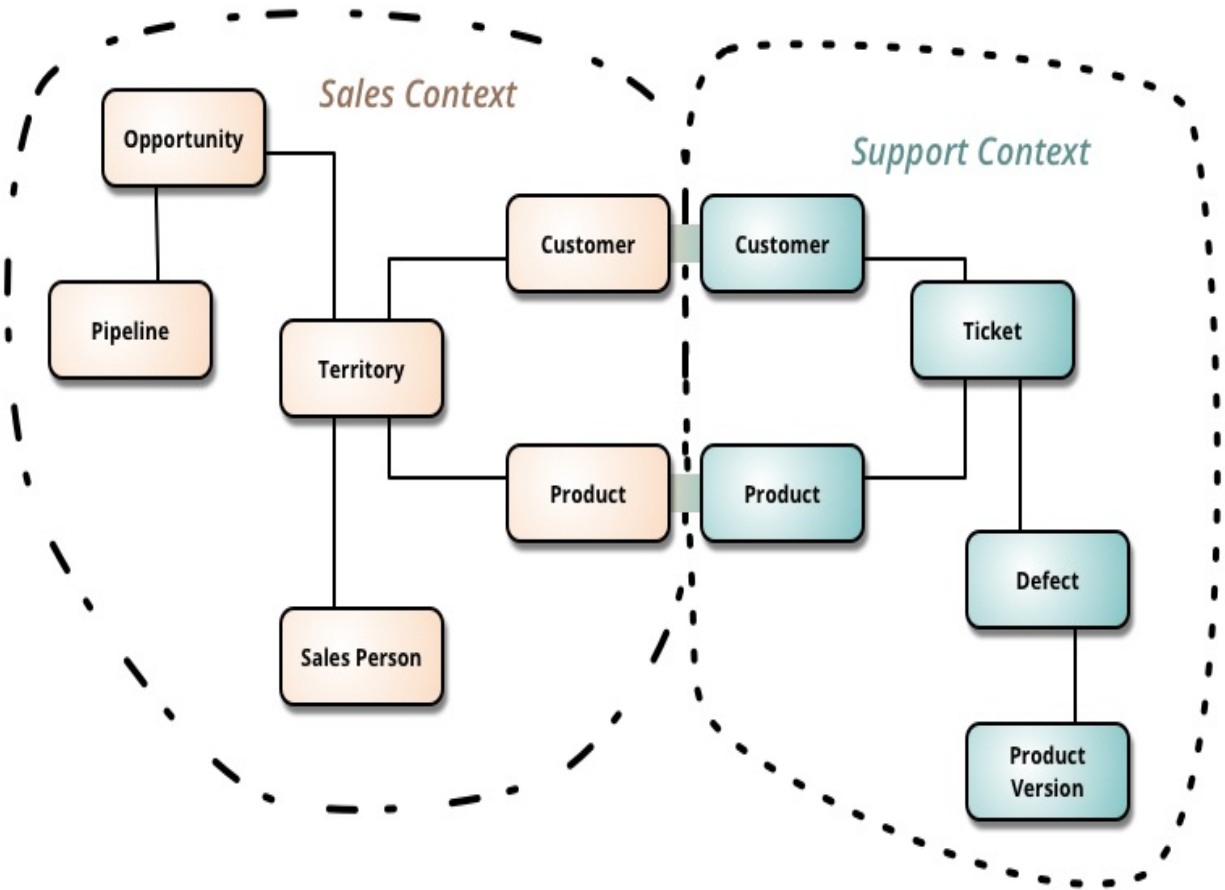 Sales Context
Opportunity
Support Context
Customer
Customer
Pipeline
Ticket
Territory
Product
Product
Defect
Sales Person
Product
Version